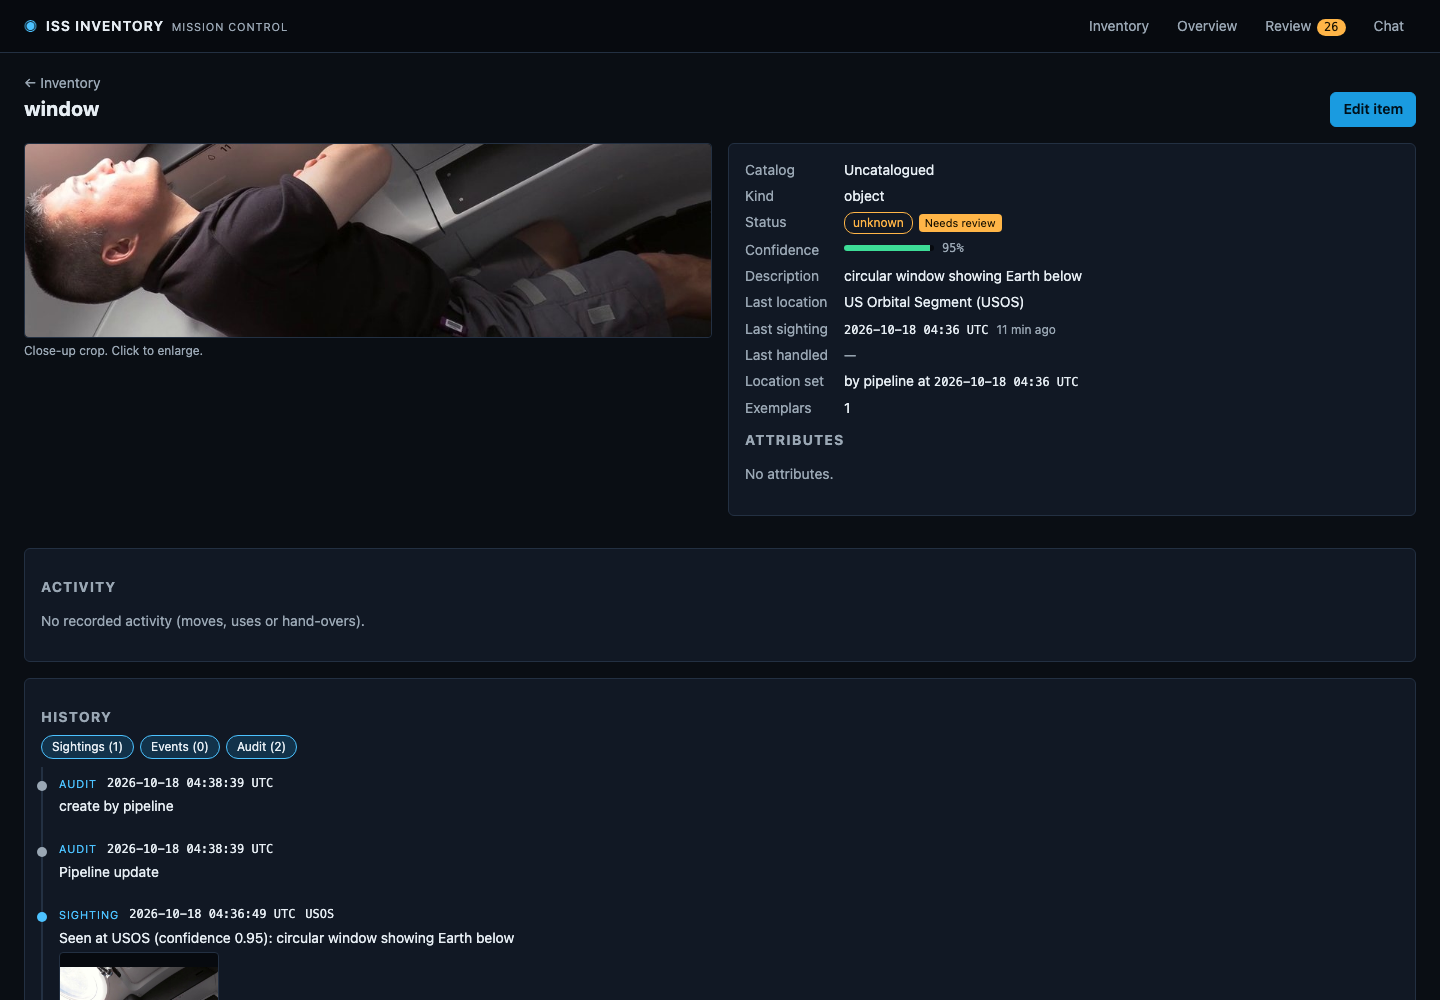 ISS INVENTORY MISSION CONTROL
Inventory Overview Review 26 Chat
← Inventory
window
Edit item
Close-up crop. Click to enlarge.
Catalog Uncatalogued
Kind object
Status unknown Needs review
Confidence 95%
Description circular window showing Earth below
Last location US Orbital Segment (USOS)
Last sighting 2026-10-18 04:36 UTC 11 min ago
Last handled —
Location set by pipeline at 2026-10-18 04:36 UTC
Exemplars 1
ATTRIBUTES
No attributes.
ACTIVITY
No recorded activity (moves, uses or hand-overs).
HISTORY
Sightings (1) Events (0) Audit (2)
AUDIT 2026-10-18 04:38:39 UTC
create by pipeline
AUDIT 2026-10-18 04:38:39 UTC
Pipeline update
SIGHTING 2026-10-18 04:36:49 UTC USOS
Seen at USOS (confidence 0.95): circular window showing Earth below